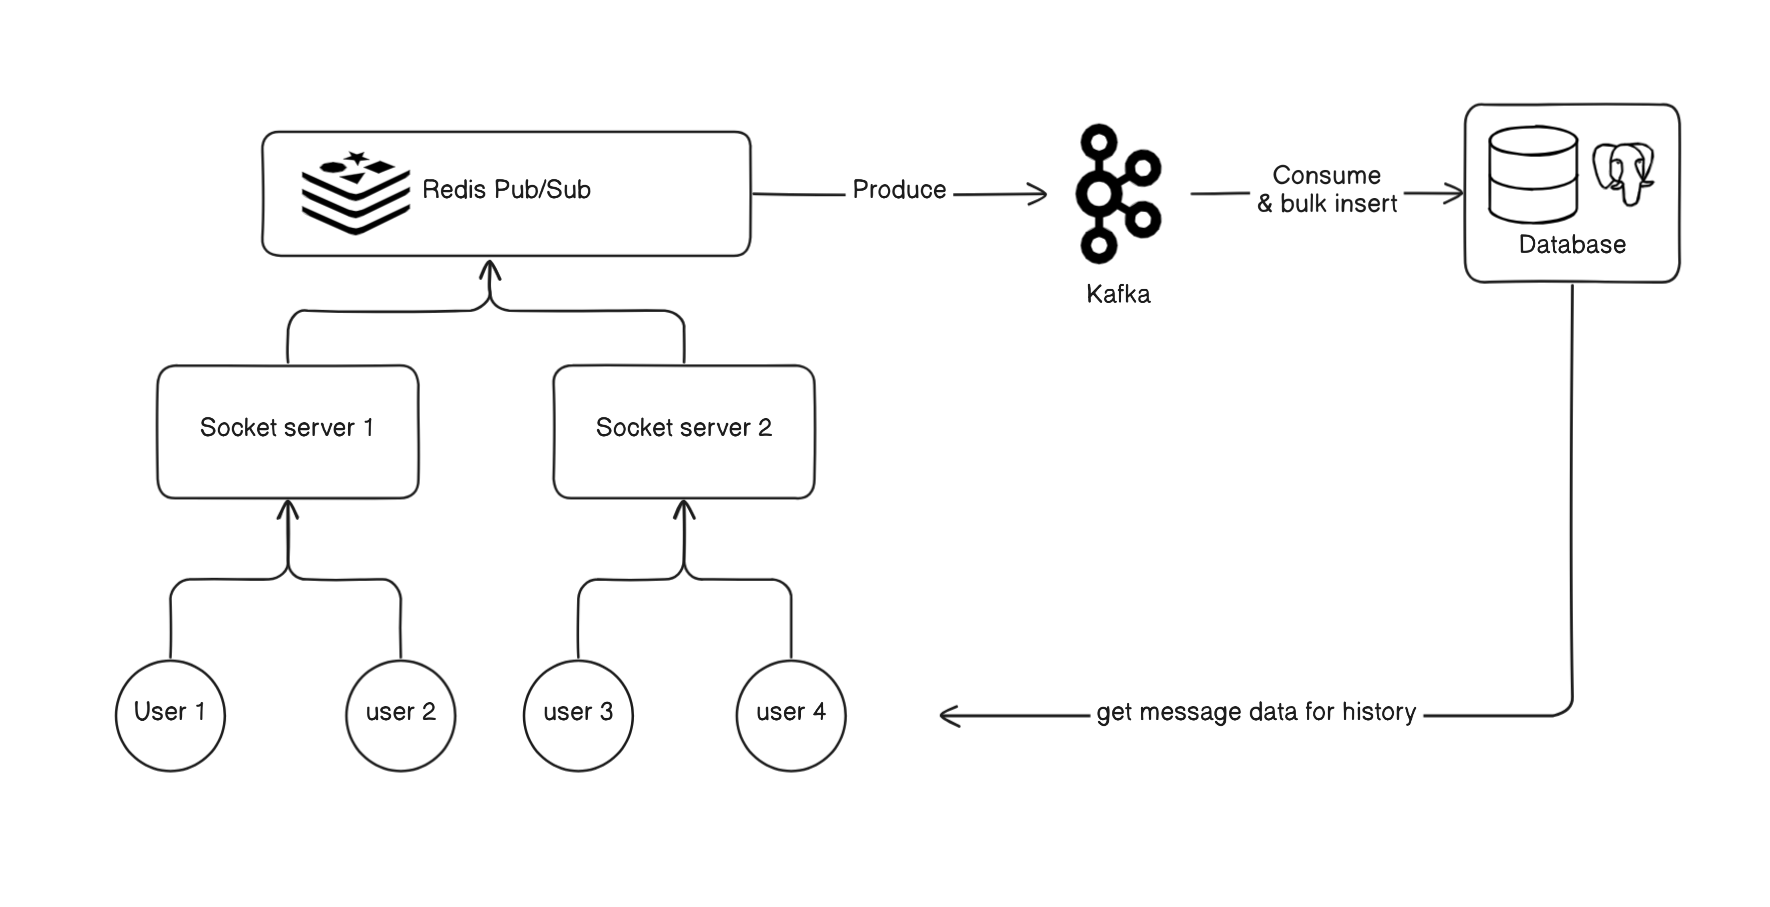 Redis Pub/Sub
Produce
Kafka
Consume
& bulk insert
Database
Socket server 1
Socket server 2
User 1
user 2
user 3
user 4
get message data for history